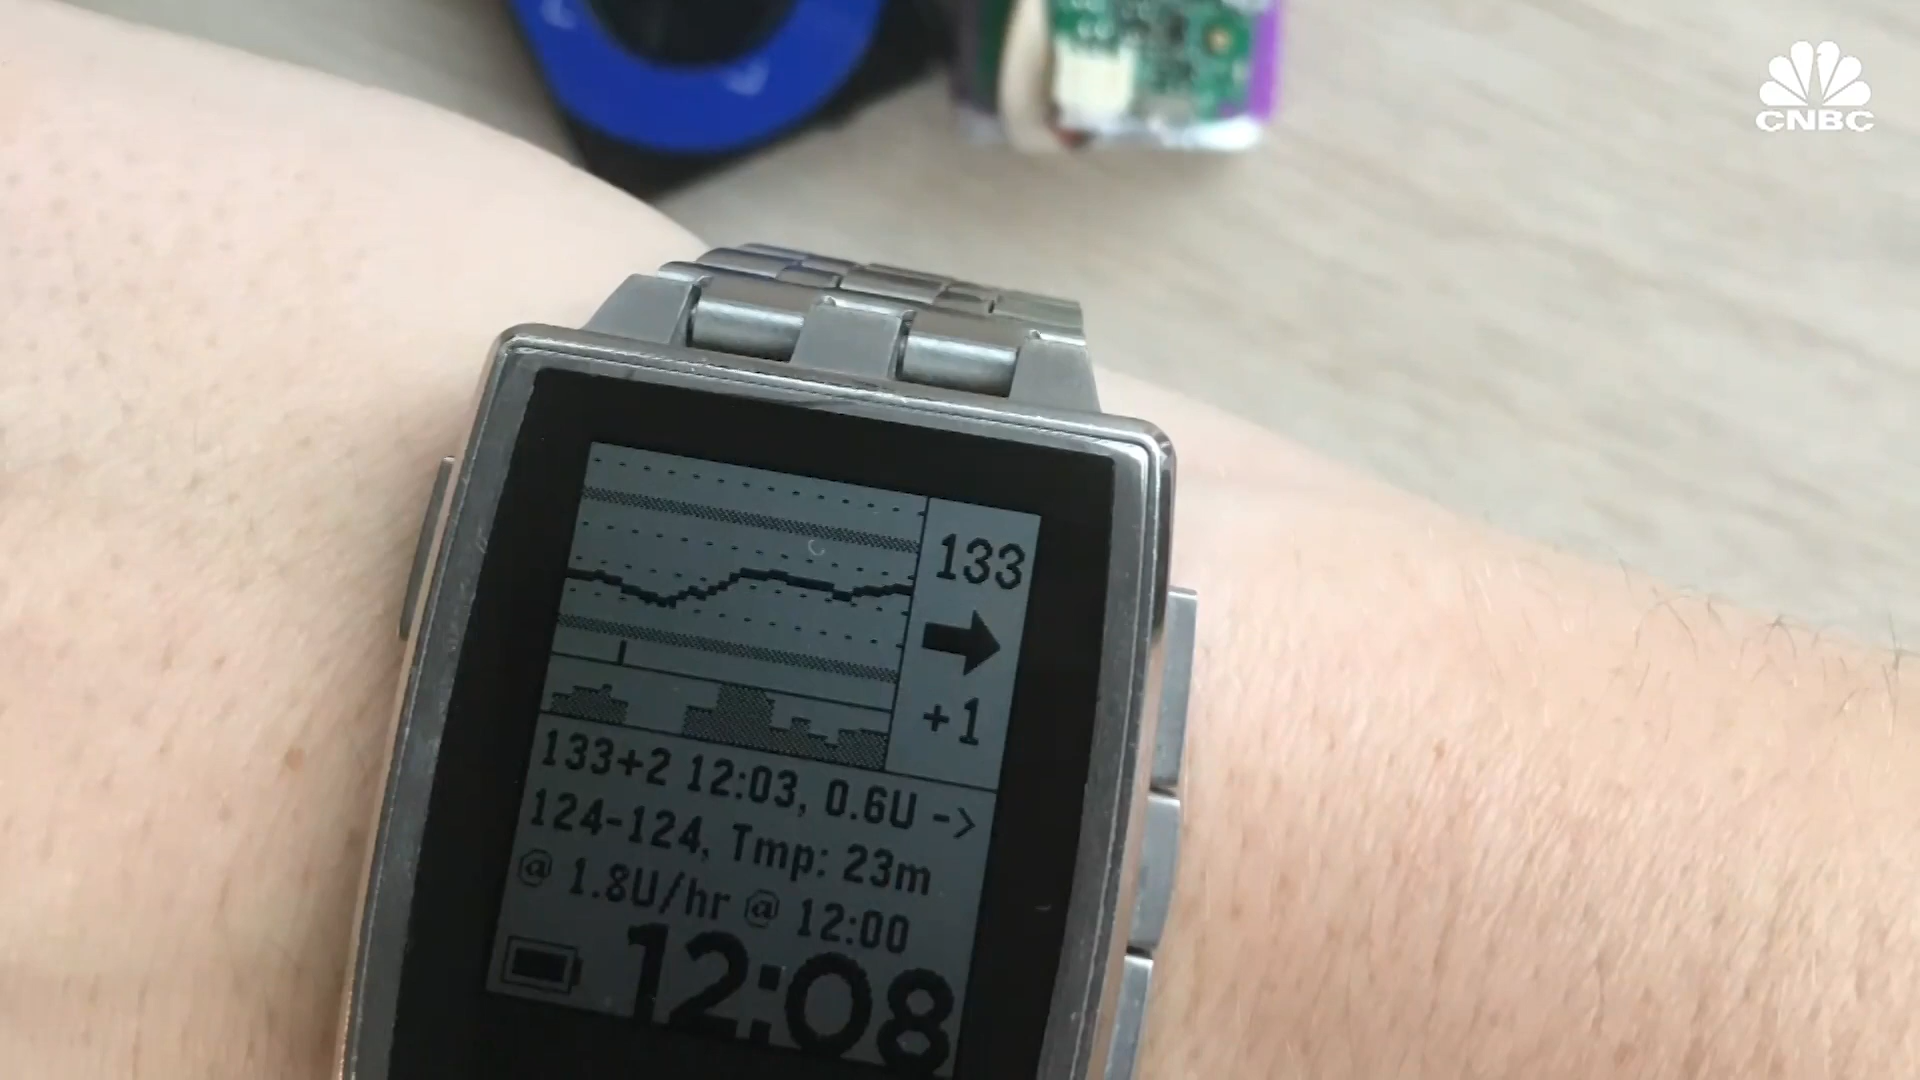 CNBC
133
+1
133+2 12:03, 0.6U ->
124-124, Tmp: 23m
@ 1.8U/hr @ 12:00
12:08